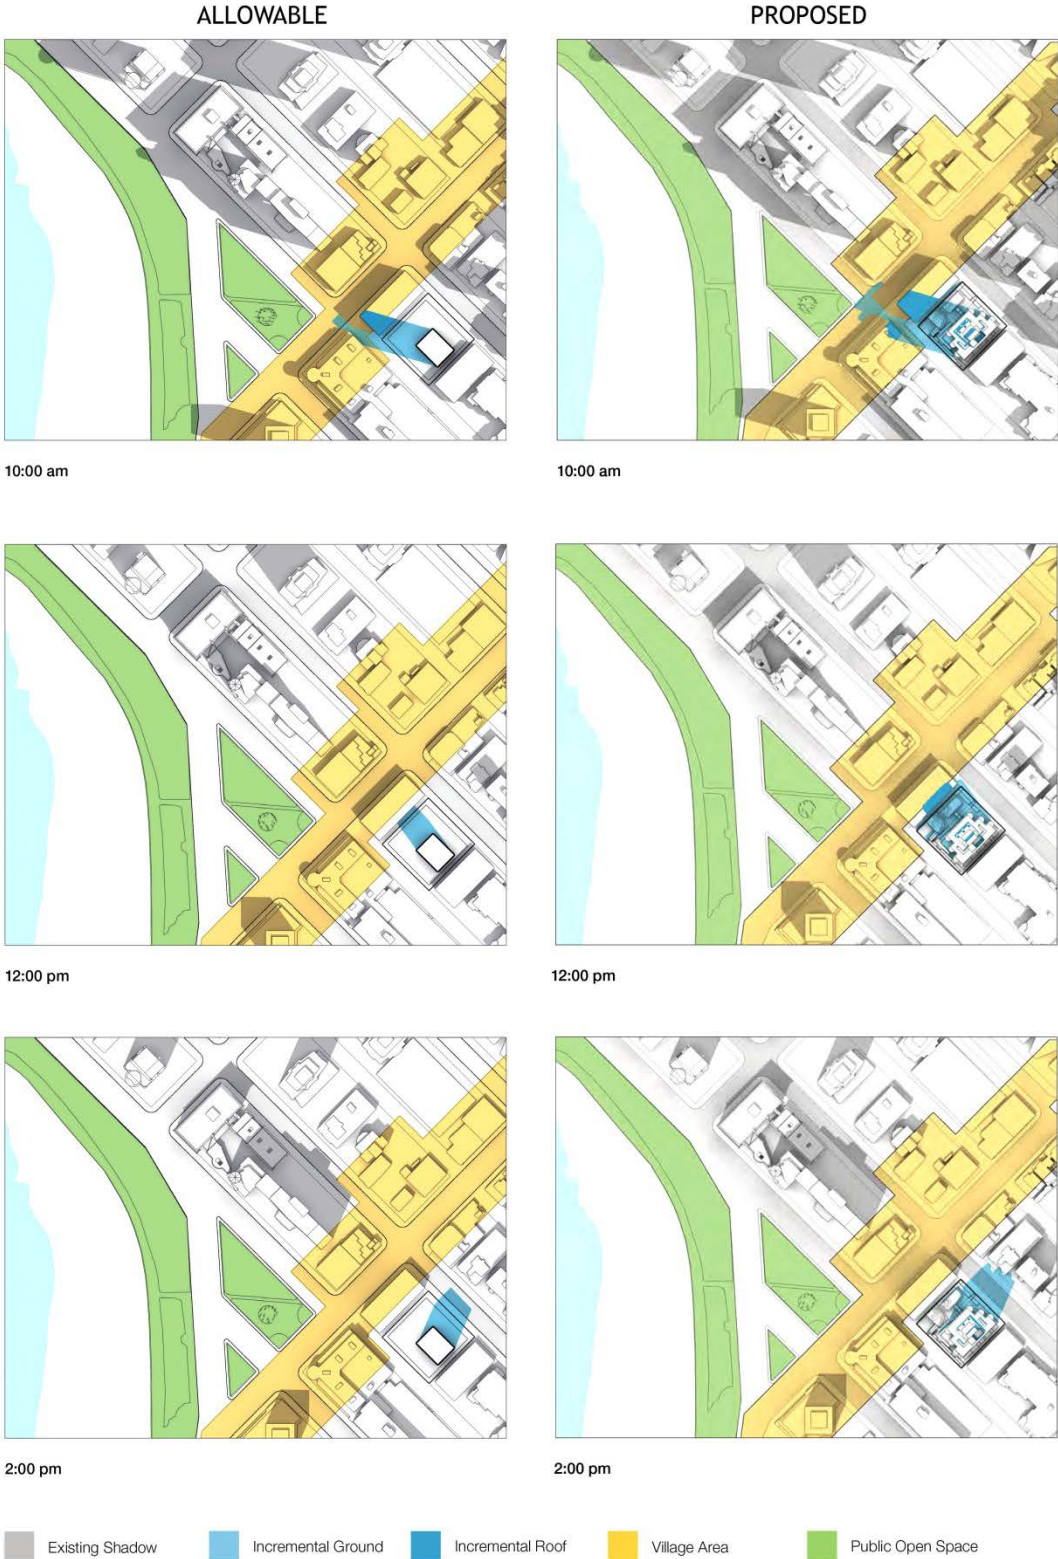 ALLOWABLE PROPOSED
10:00 am 10:00 am
12:00 pm 12:00 pm
2:00 pm 2:00 pm
Existing Shadow Incremental Ground Incremental Roof Village Area Public Open Space